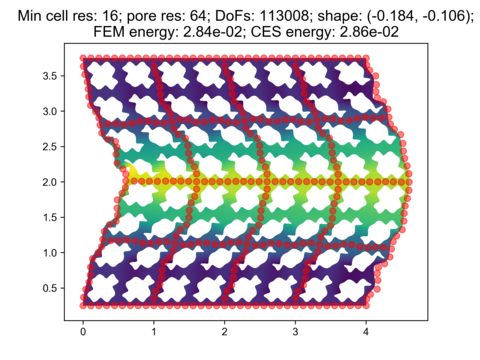 Min cell res: 16; pore res: 64; DoFs: 113008; shape: (-0.184, -0.106);
FEM energy: 2.84e-02; CES energy: 2.86e-02
3.5
3.0
2.5
2.0
1.5
1.0
0.5
0 1 2 3 4